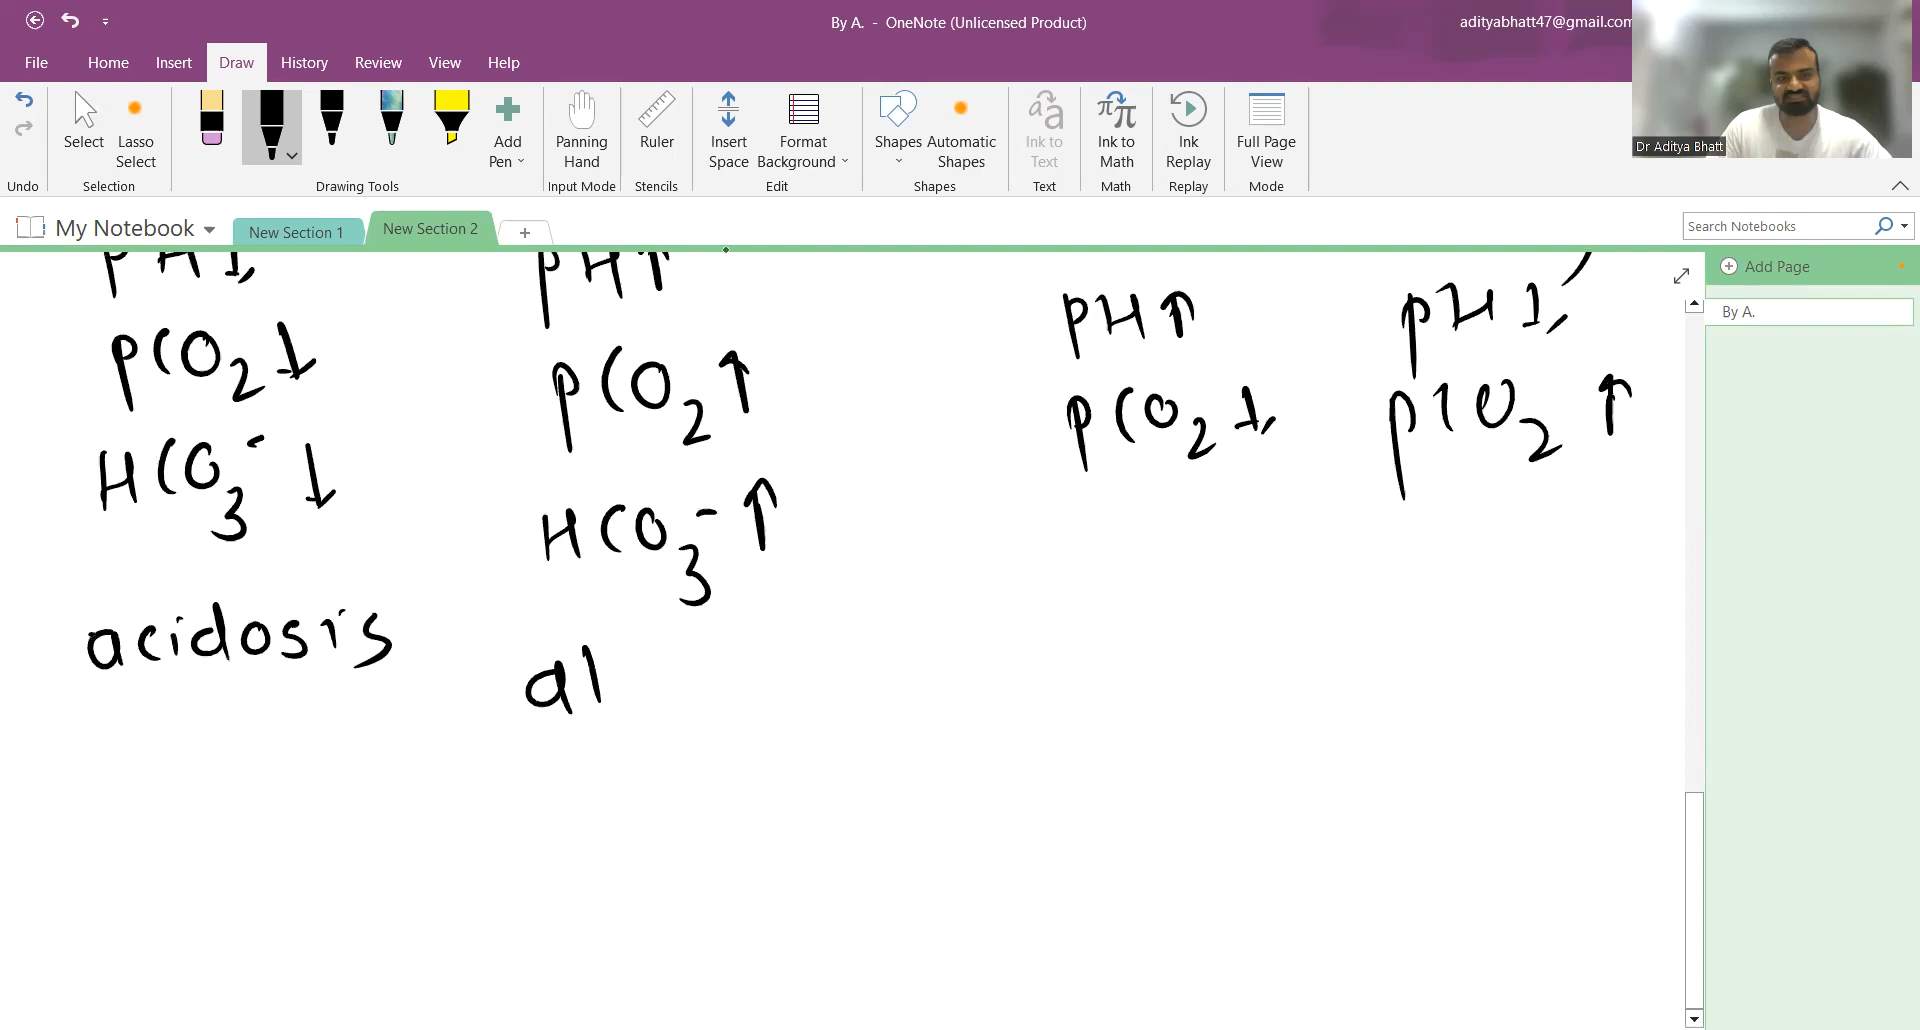 By A. - OneNote (Unlicensed Product)
adityabhatt47@gmail.com
File Home Insert Draw History Review View Help
Select
Lasso Select
Add Pen
Panning Hand
Ruler
Insert Space
Format Background
Shapes
Automatic Shapes
Ink to Text
Ink to Math
Ink Replay
Full Page View
Dr Aditya Bhatt
Undo Selection Drawing Tools Input Mode Stencils Edit Shapes Text Math Replay Mode
My Notebook New Section 1 New Section 2 +
Search Notebooks
Add Page
By A.
pH↓
pCO2↓
HCO3- ↓
acidosis
pH↑
pCO2↑
HCO3- ↑
al
pH↑
pCO2↓
pH↓
pCO2 ↑